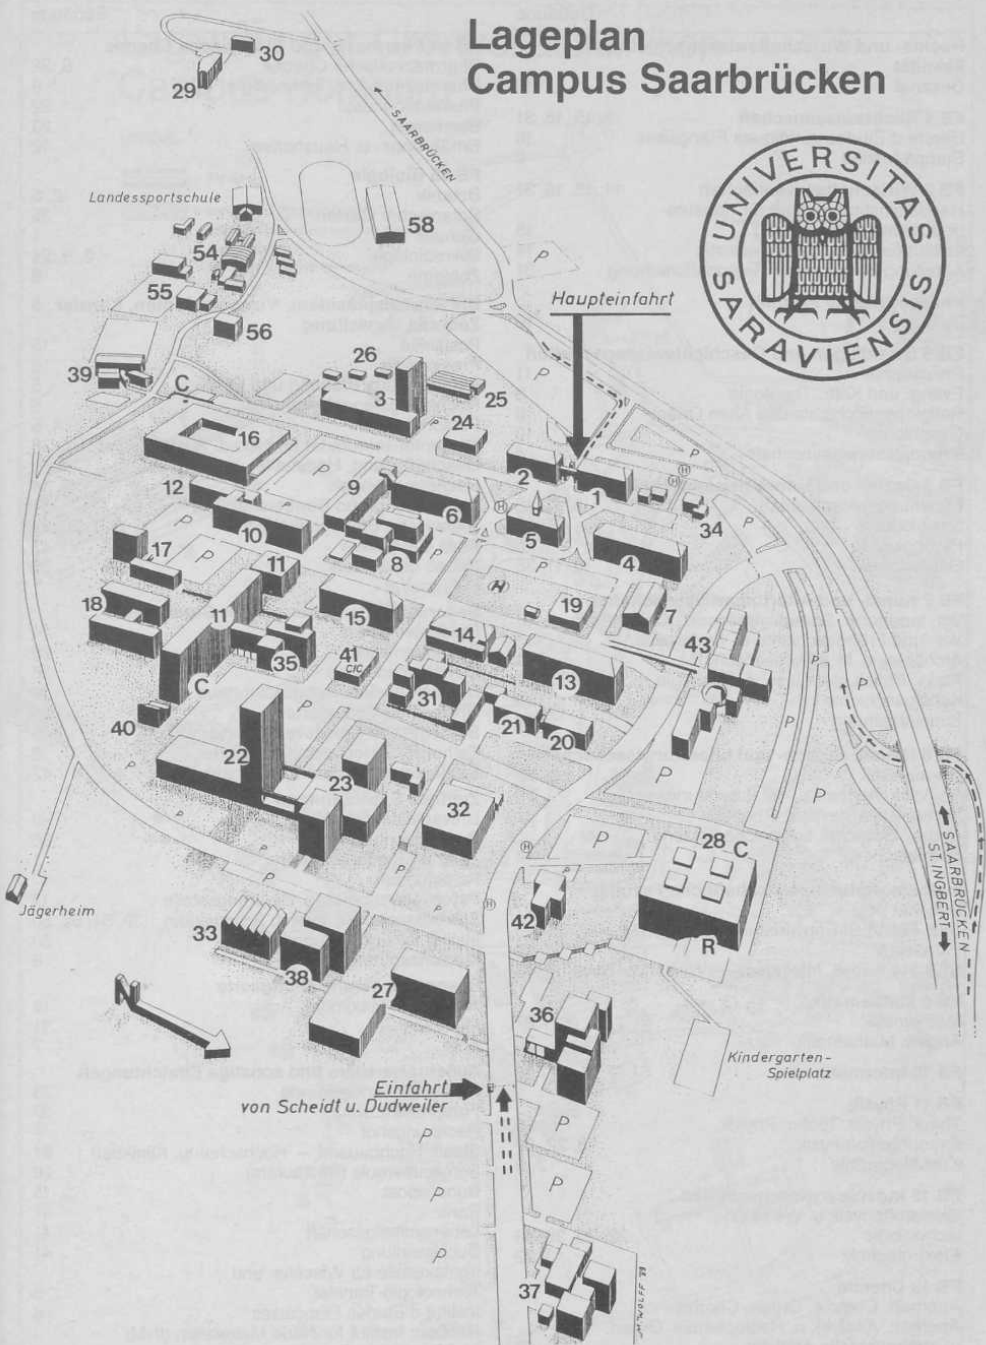 Lageplan
Campus Saarbrücken
30
29
SAARBRÜCKEN
UNIVERSITAS
SARAVIENSIS
Landessportschule
58
54
P
55
Haupteinfahrt
56
39
C
26
P
3
25
16
24
P
P
12
9
2
H
H
10
6
H
1
34
P
17
P
8
5
4
P
P
11
P
18
11
15
H
19
7
14
43
35
41
CIC
P
C
31
13
P
40
P
21
20
P
22
23
P
P
P
32
28
C
P
H
SAARBRÜCKEN
ST. INGBERT
P
P
P
H
Jägerheim
33
42
R
38
27
N
36
Kindergarten-
Spielplatz
Einfahrt
von Scheidt u. Dudweiler
P
P
P
P
P
37